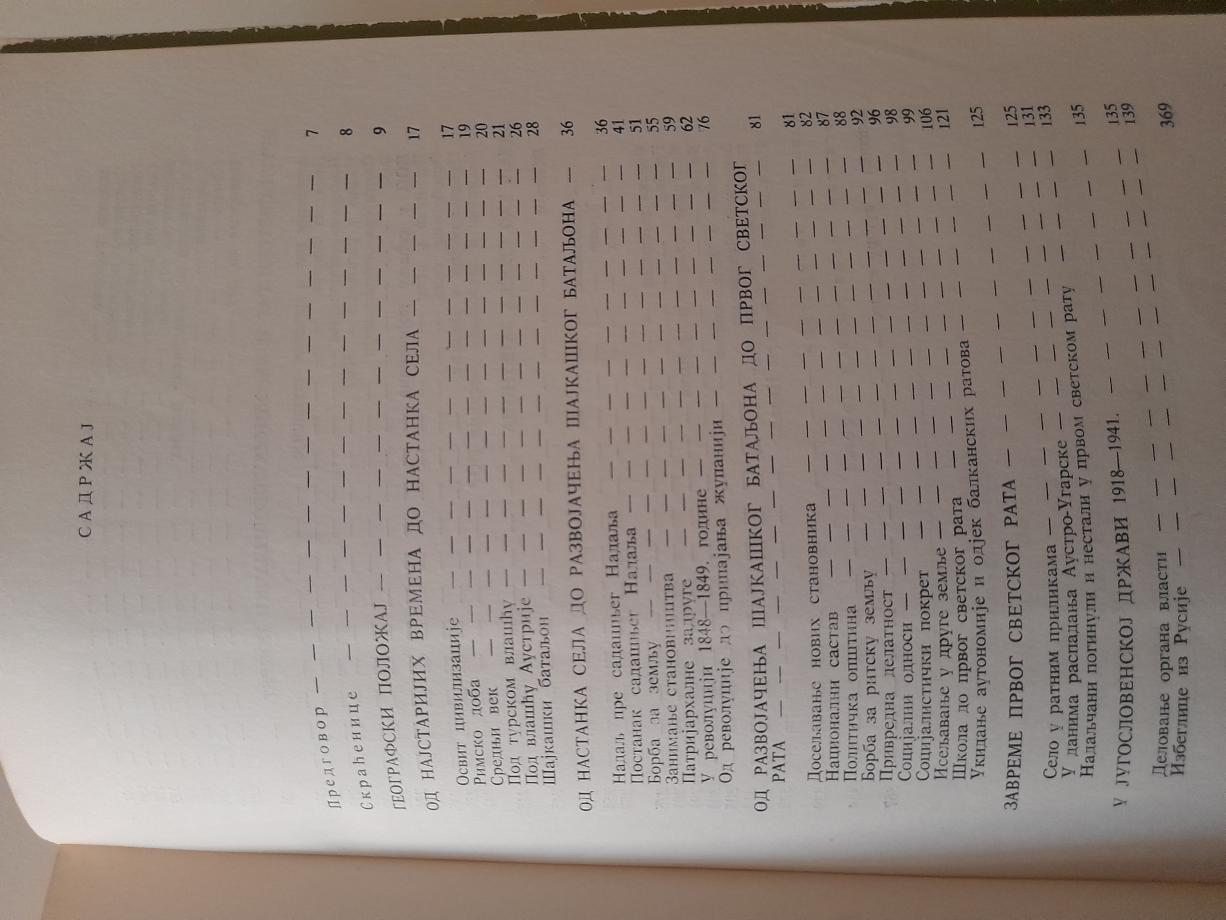 САДРЖАЈ
Предговор — — — — — — — — — — — — — 7
Скраћенице — — — — — — — — — — — — — 8
ГЕОГРАФСКИ ПОЛОЖАЈ — — — — — — — — — — — 9
ОД НАЈСТАРИЈИХ ВРЕМЕНА ДО НАСТАНКА СЕЛА — — — — — 17
Освит цивилизације — — — — — — — — — — — — 17
Римско доба — — — — — — — — — — — — — — 19
Средњи век — — — — — — — — — — — — — — 20
Под турском влашћу — — — — — — — — — — — — 21
Под влашћу Аустрије — — — — — — — — — — — — 26
Шајкашки батаљон — — — — — — — — — — — — 28
ОД НАСТАНКА СЕЛА ДО РАЗВОЈАЧЕЊА ШАЈКАШКОГ БАТАЉОНА — 36
Надаљ пре садашњег Надаља — — — — — — — — — — 36
Постанак садашњег Надаља — — — — — — — — — — 41
Борба за земљу — — — — — — — — — — — — — 51
Занимање становништва — — — — — — — — — — — 55
Патријархалне задруге — — — — — — — — — — — 59
У револуцији 1848—1849. године — — — — — — — — — 62
Од револуције до припајања жупанији — — — — — — — 76
ОД РАЗВОЈАЧЕЊА ШАЈКАШКОГ БАТАЉОНА ДО ПРВОГ СВЕТСКОГ
РАТА — — — — — — — — — — — — — — — 81
Досељавање нових становника — — — — — — — — — 81
Национални састав — — — — — — — — — — — — 82
Политичка општина — — — — — — — — — — — — 87
Борба за ритску земљу — — — — — — — — — — — 88
Привредна делатност — — — — — — — — — — — — 92
Социјални односи — — — — — — — — — — — — 96
Социјалистички покрет — — — — — — — — — — — 98
Исељавање у друге земље — — — — — — — — — — — 99
Школа до првог светског рата — — — — — — — — — 106
Укидање аутономије и одјек балканских ратова — — — — — 121
ЗАВРЕМЕ ПРВОГ СВЕТСКОГ РАТА — — — — — — — — — 125
Село у ратним приликама — — — — — — — — — — — 125
У данима распадања Аустро-Угарске — — — — — — — — 131
Надаљчани погинули и нестали у првом светском рату — — — 133
У ЈУГОСЛОВЕНСКОЈ ДРЖАВИ 1918—1941. — — — — — — — 135
Деловање органа власти — — — — — — — — — — — 135
Избеглице из Русије — — — — — — — — — — — — 139
369